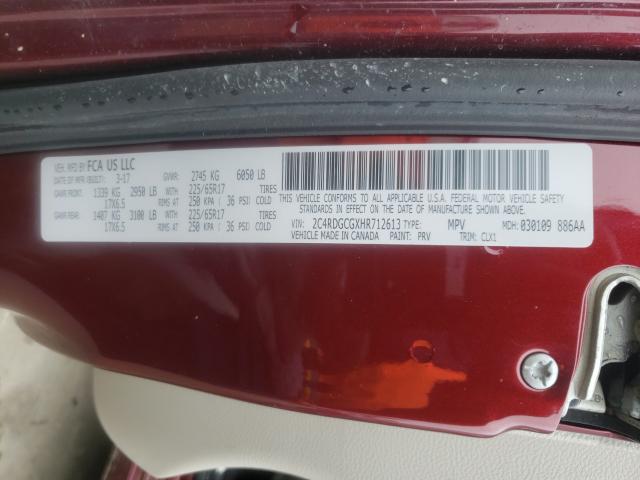 VEH. MFD BY FCA US LLC
DATE OF MFR (BUILT): 3-17 GVWR: 2745 KG 6050 LB
GAWR FRONT: 1339 KG 2950 LB WITH 225/65R17 TIRES
17X6.5 RIMS AT 250 KPA ( 36 PSI) COLD
GAWR REAR: 1407 KG 3100 LB WITH 225/65R17 TIRES
17X6.5 RIMS AT 250 KPA ( 36 PSI) COLD
THIS VEHICLE CONFORMS TO ALL APPLICABLE U.S.A. FEDERAL MOTOR VEHICLE SAFETY
STANDARDS IN EFFECT ON THE DATE OF MANUFACTURE SHOWN ABOVE.
VIN: 2C4RDGCGXHR712613 TYPE: MPV MDH: 030109 886AA
VEHICLE MADE IN CANADA PAINT: PRV TRIM: CLX1